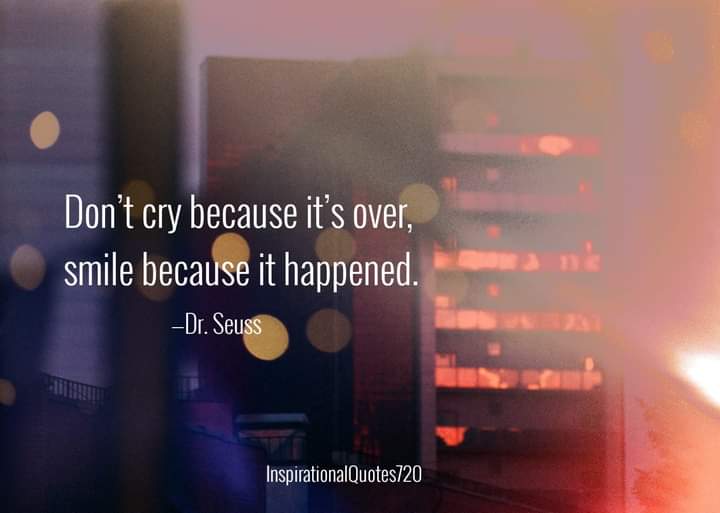 Don’t cry because it’s over,
smile because it happened.
–Dr. Seuss
InspirationalQuotes720